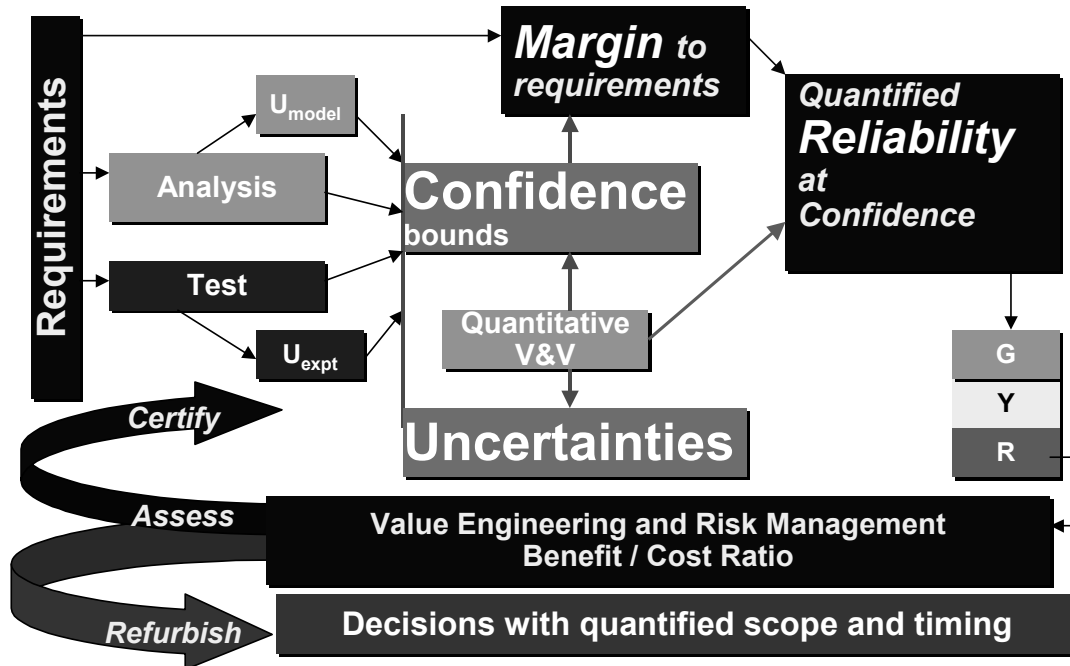 Requirements
Margin to
requirements
Quantified
Reliability
at
Confidence
U model
Analysis
Confidence
bounds
Test
U expt
Quantitative
V&V
Uncertainties
G
Y
R
Certify
Assess
Refurbish
Value Engineering and Risk Management
Benefit / Cost Ratio
Decisions with quantified scope and timing